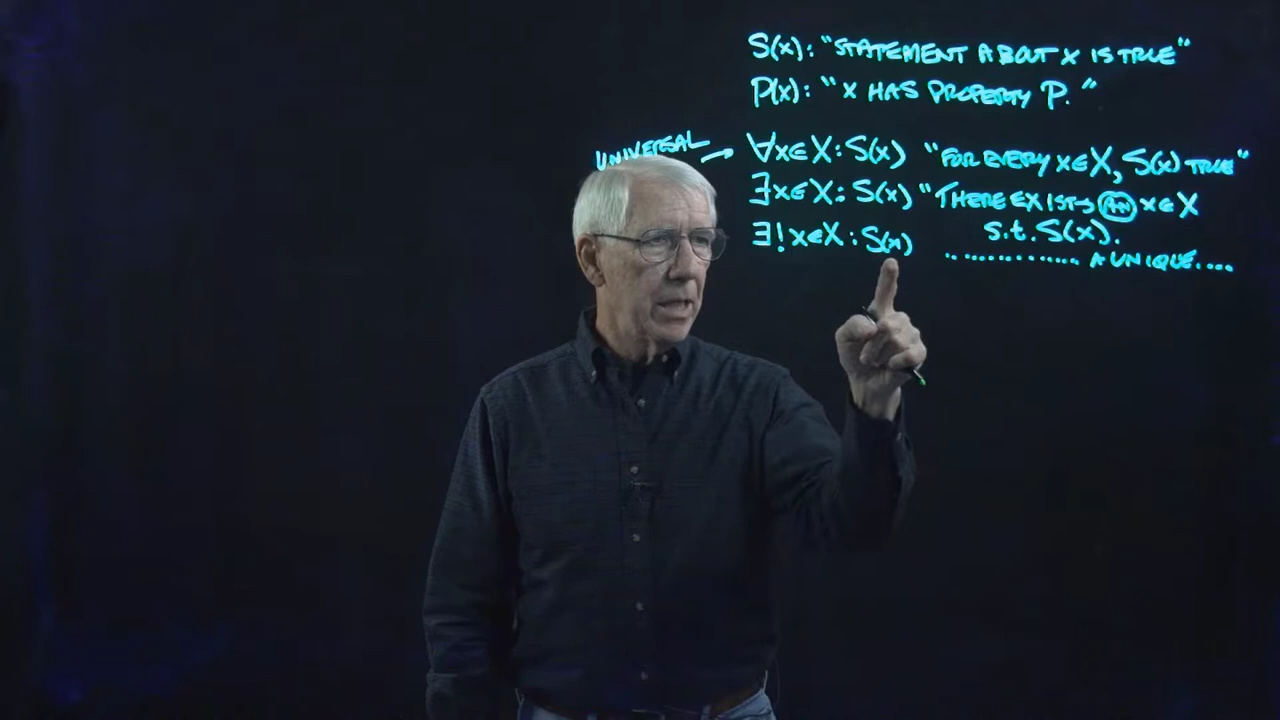 S(x): "STATEMENT ABOUT X IS TRUE"
P(x): "X HAS PROPERTY P."
UNIVERSAL → ∀x∈X: S(x) "FOR EVERY x∈X, S(x) TRUE"
∃x∈X: S(x) "THERE EXISTS AN x∈X
s.t. S(x).
∃! x∈X: S(x) .............. A UNIQUE....